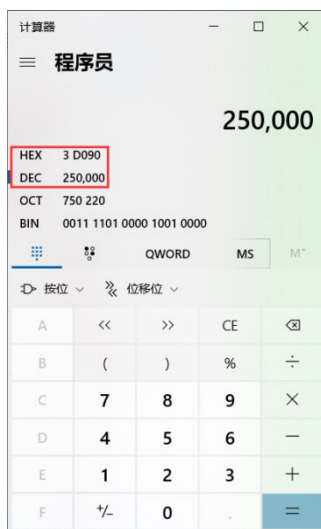 计算器
程序员
250,000
HEX 3 D090
DEC 250,000
OCT 750 220
BIN 0011 1101 0000 1001 0000
QWORD MS M˅
按位 位移位
A << >> CE
B ( ) % ÷
C 7 8 9 ×
D 4 5 6 −
E 1 2 3 +
F +/− 0 . =